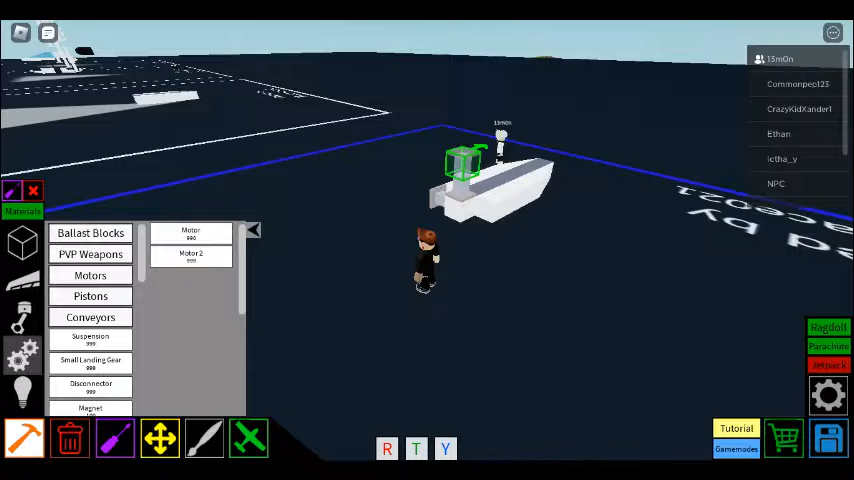 13m0n
Commonpep123
CrazyKidXander1
Ethan
Ictha_y
NPC
13m0n
Materials
Ballast Blocks
PVP Weapons
Motors
Pistons
Conveyors
Suspension
999
Small Landing Gear
999
Disconnector
999
Magnet
Motor
990
Motor 2
999
Ragdoll
Parachute
Jetpack
Tutorial
Gamemodes
R
T
Y